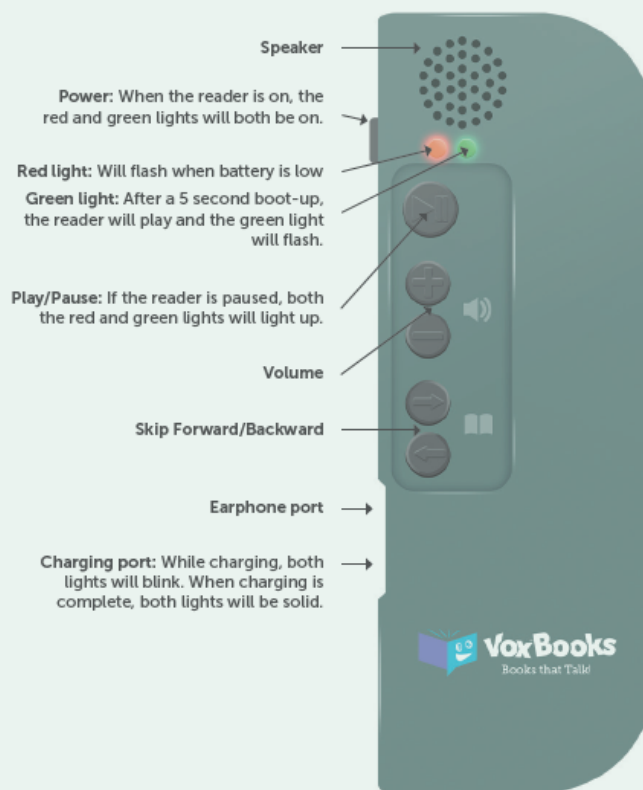 Speaker
Power: When the reader is on, the
red and green lights will both be on.
Red light: Will flash when battery is low
Green light: After a 5 second boot-up,
the reader will play and the green light
will flash.
Play/Pause: If the reader is paused, both
the red and green lights will light up.
Volume
Skip Forward/Backward
Earphone port
Charging port: While charging, both
lights will blink. When charging is
complete, both lights will be solid.
VoxBooks
Books that Talk!